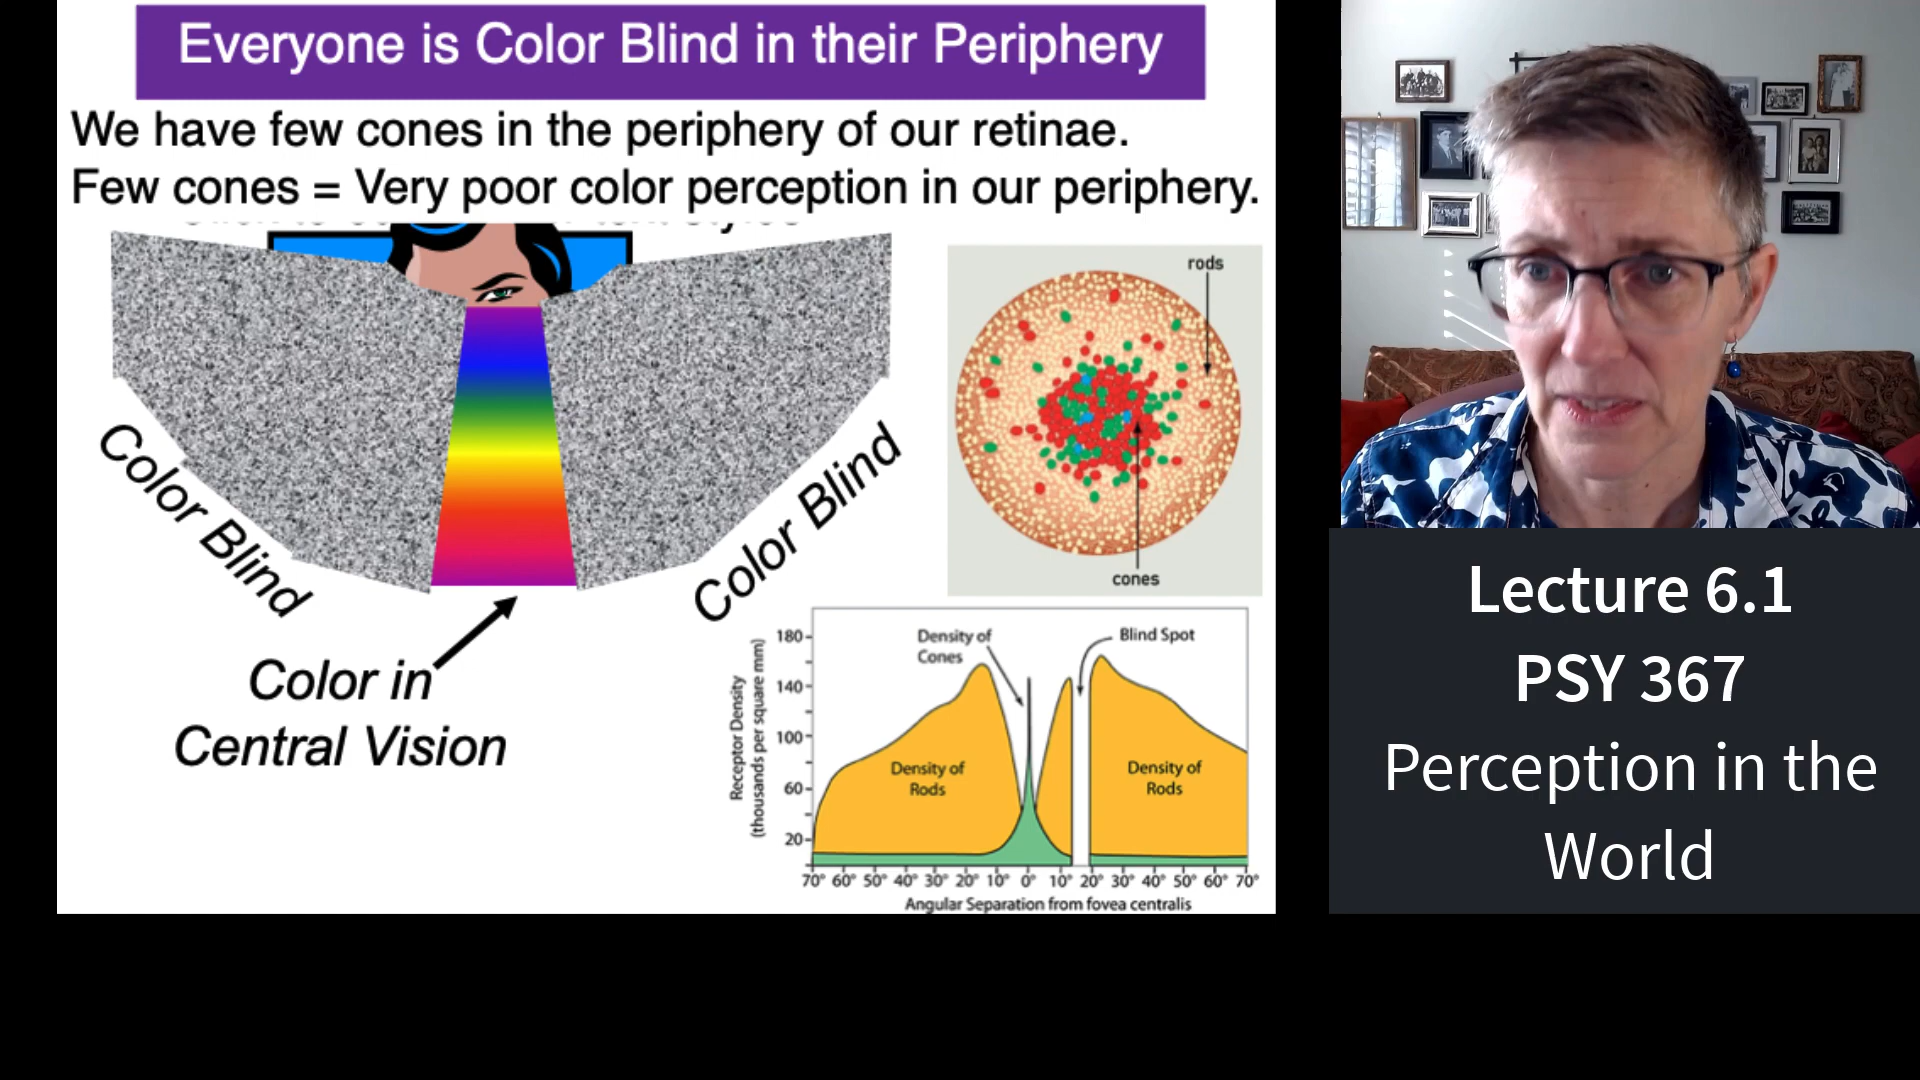 Everyone is Color Blind in their Periphery
We have few cones in the periphery of our retinae.
Few cones = Very poor color perception in our periphery.
Color Blind
Color Blind
Color in
Central Vision
rods
cones
Density of
Cones
Blind Spot
Receptor Density
(thousands per square mm)
180
140
100
60
20
Density of
Rods
Density of
Rods
70° 60° 50° 40° 30° 20° 10° 0° 10° 20° 30° 40° 50° 60° 70°
Angular Separation from fovea centralis
Lecture 6.1
PSY 367
Perception in the
World